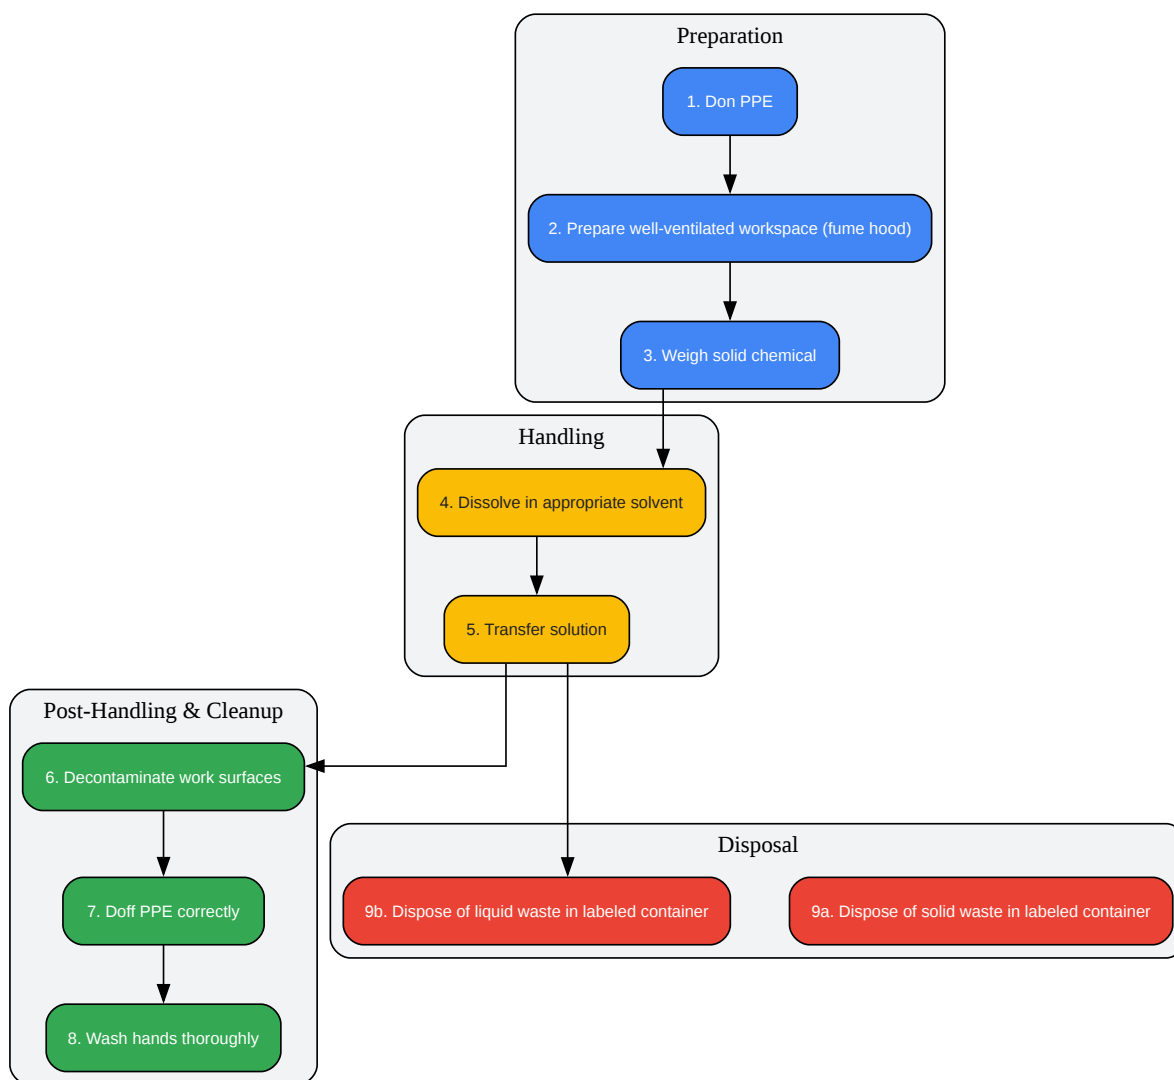 Preparation
1. Don PPE
2. Prepare well-ventilated workspace (fume hood)
3. Weigh solid chemical
Handling
4. Dissolve in appropriate solvent
5. Transfer solution
Post-Handling & Cleanup
6. Decontaminate work surfaces
7. Doff PPE correctly
8. Wash hands thoroughly
Disposal
9b. Dispose of liquid waste in labeled container
9a. Dispose of solid waste in labeled container